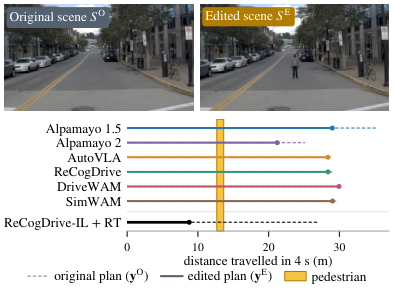 Original scene S^O
Edited scene S^E
Alpamayo 1.5
Alpamayo 2
AutoVLA
ReCogDrive
DriveWAM
SimWAM
ReCogDrive-IL + RT
0 10 20 30
distance travelled in 4 s (m)
original plan (y^O) edited plan (y^E) pedestrian